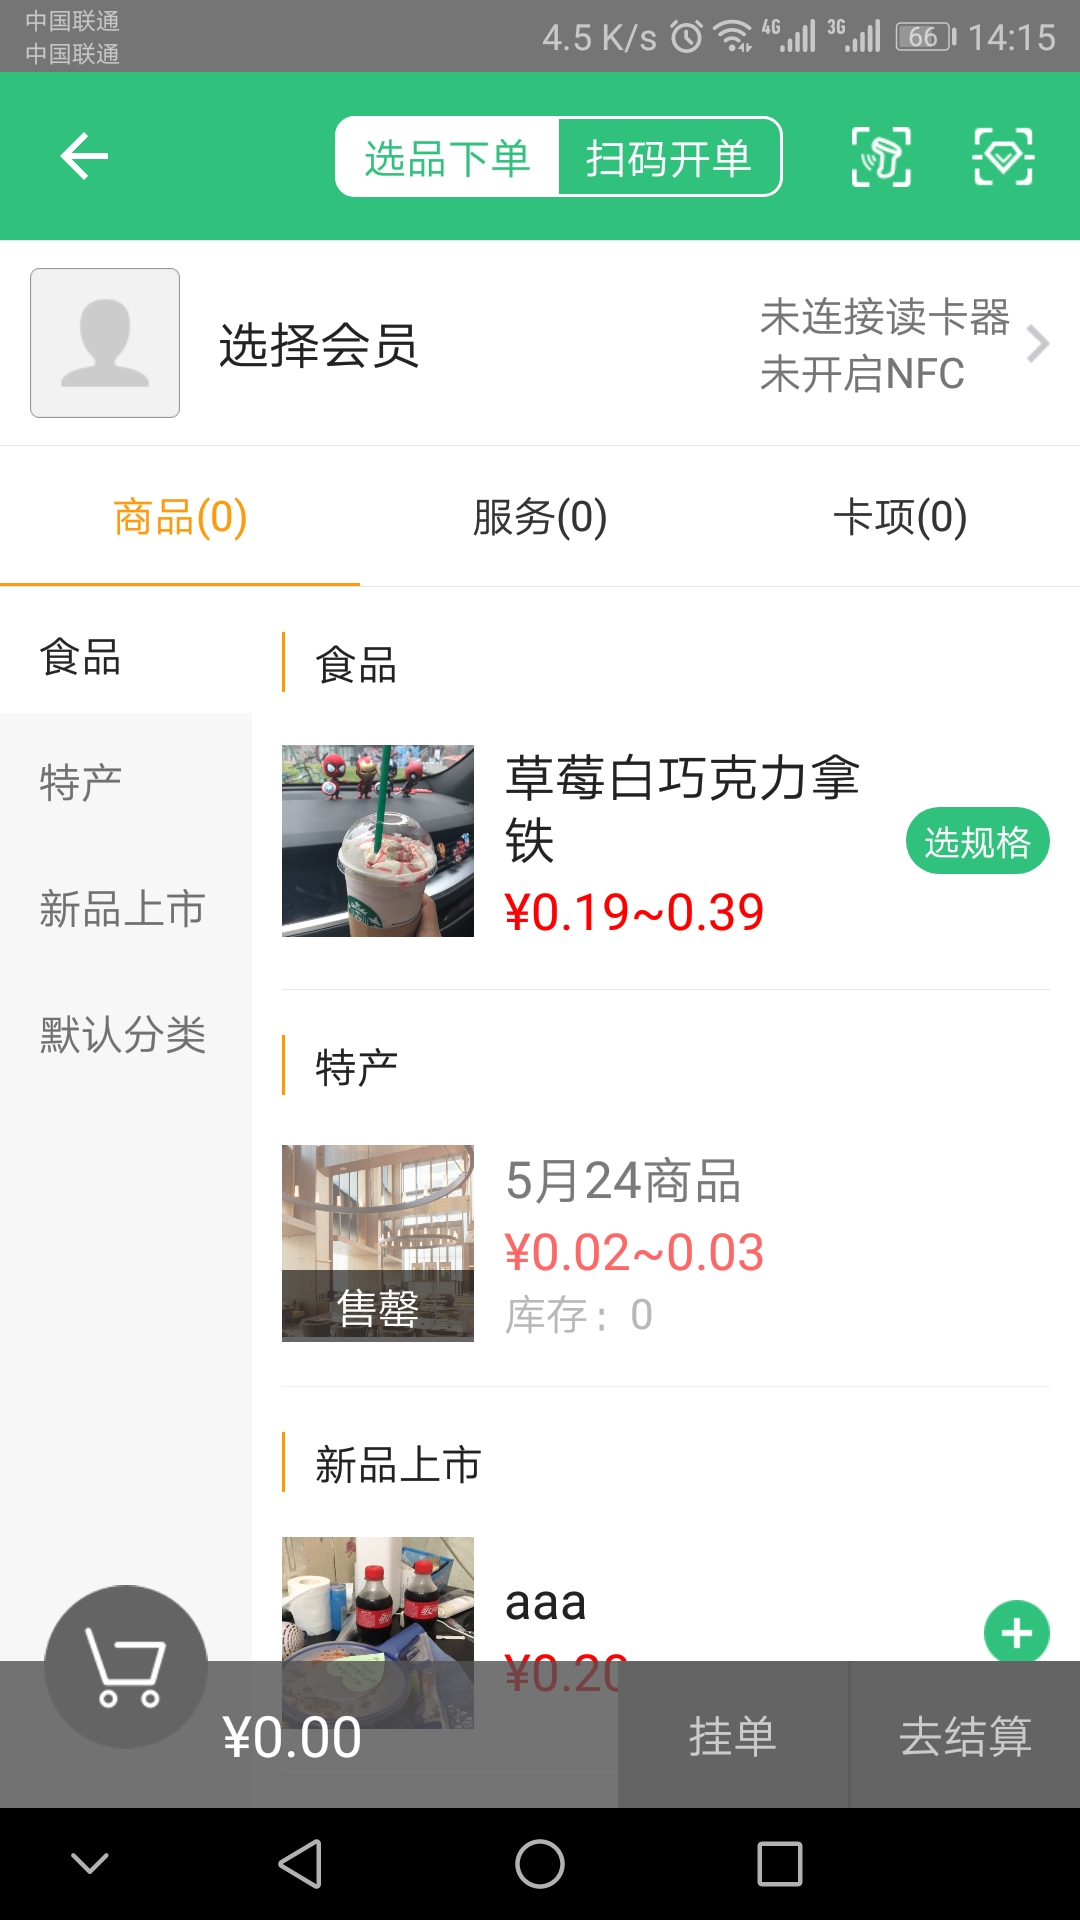 中国联通
中国联通
4.5 K/s 4G 3G 66 14:15
选品下单 扫码开单
选择会员
未连接读卡器
未开启NFC
商品(0) 服务(0) 卡项(0)
食品
特产
新品上市
默认分类
食品
草莓白巧克力拿
铁
¥0.19~0.39
选规格
特产
售罄
5月24商品
¥0.02~0.03
库存: 0
新品上市
aaa
¥0.20
¥0.00
挂单
去结算